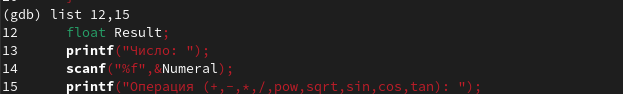 (gdb) list 12,15
12 float Result;
13 printf("Число: ");
14 scanf("%f",&Numeral);
15 printf("Операция (+,-,*,/,pow,sqrt,sin,cos,tan): ");